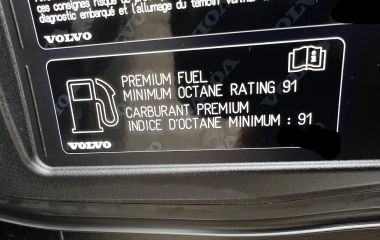 ces consignes risque de p
diagnostic embarqué et l'allumage du témoin
VOLVO
PREMIUM FUEL
MINIMUM OCTANE RATING 91
CARBURANT PREMIUM
INDICE D'OCTANE MINIMUM : 91
VOLVO